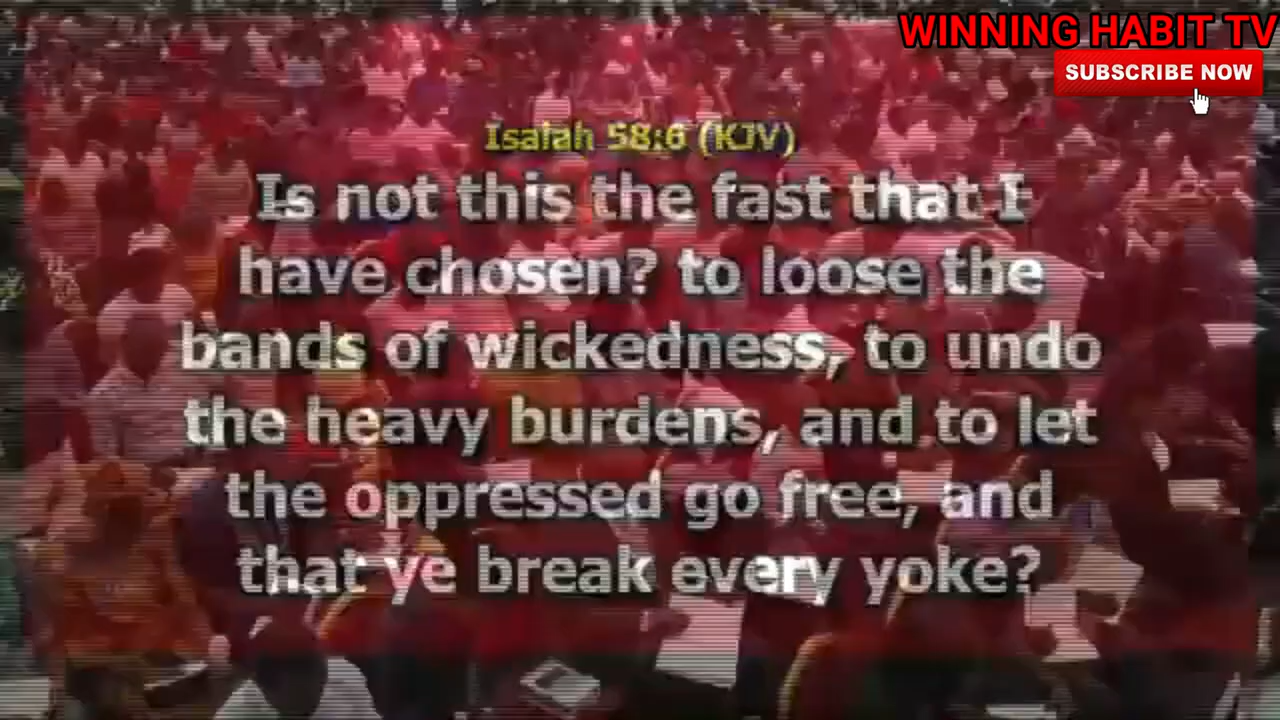 WINNING HABIT TV
SUBSCRIBE NOW
Isaiah 58:6 (KJV)
Is not this the fast that I
have chosen? to loose the
bands of wickedness, to undo
the heavy burdens, and to let
the oppressed go free, and
that ye break every yoke?